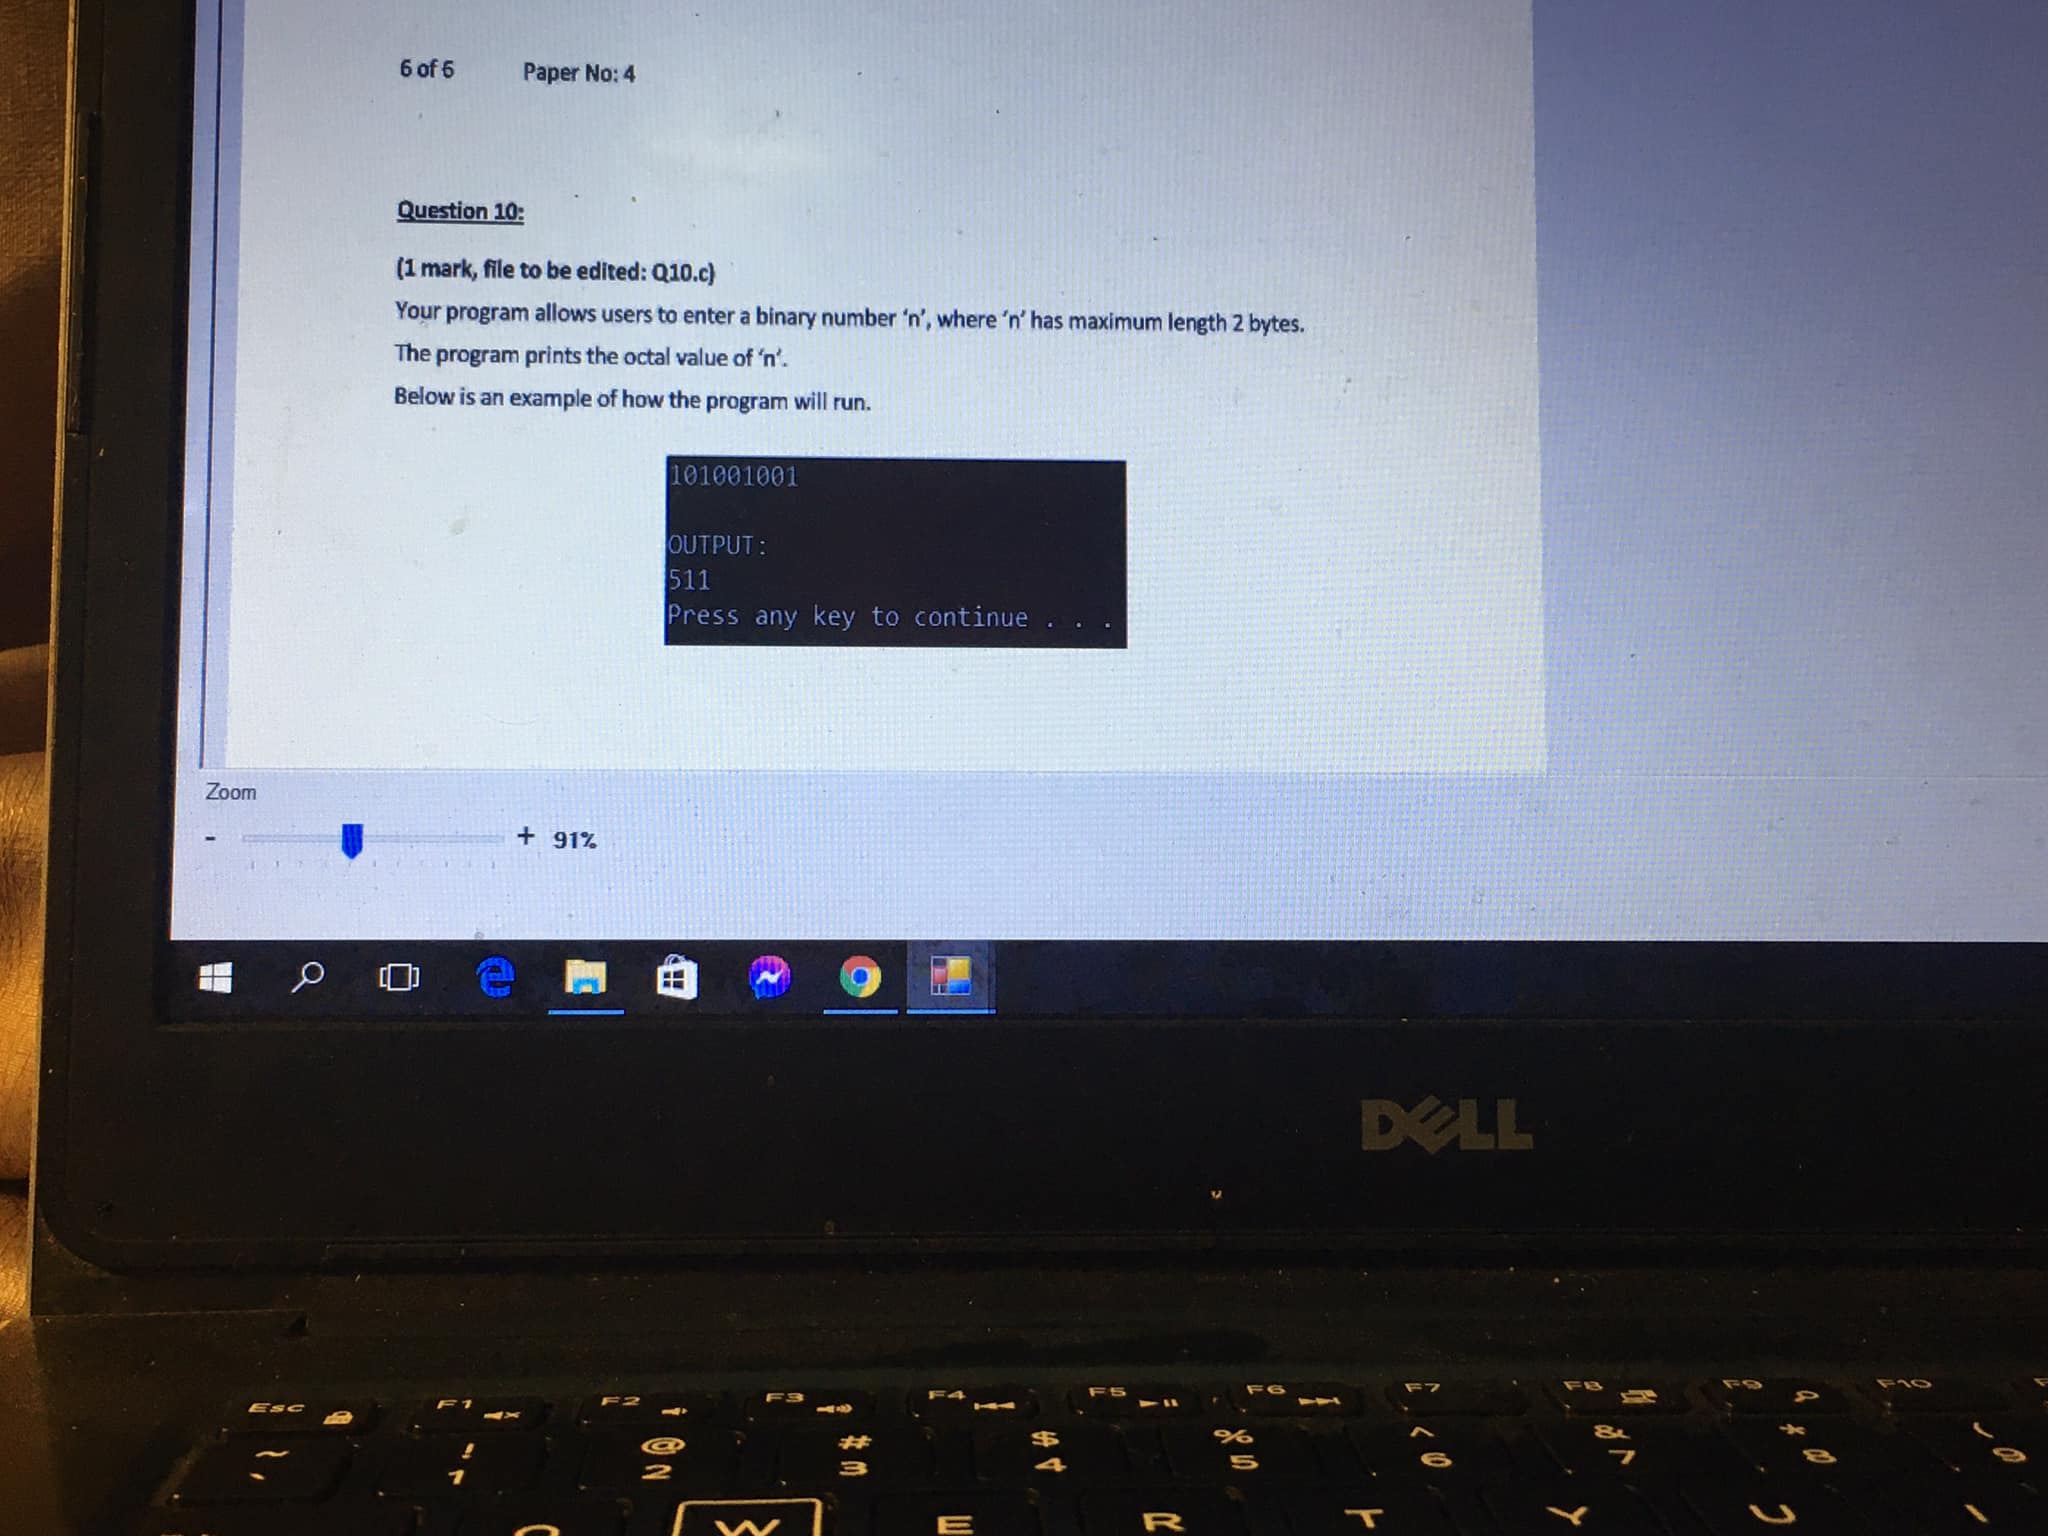 6 of 6 Paper No: 4
Question 10:
(1 mark, file to be edited: Q10.c)
Your program allows users to enter a binary number ‘n’, where ‘n’ has maximum length 2 bytes.
The program prints the octal value of ‘n’.
Below is an example of how the program will run.
101001001
OUTPUT:
511
Press any key to continue . . .
Zoom
- + 91%
DELL
Esc F1 F2 F3 F4 F5 F6 F7 F8 F9 F10
~ ! @ # $ % ^ & * (
` 1 2 3 4 5 6 7 8 9
W E R T Y U